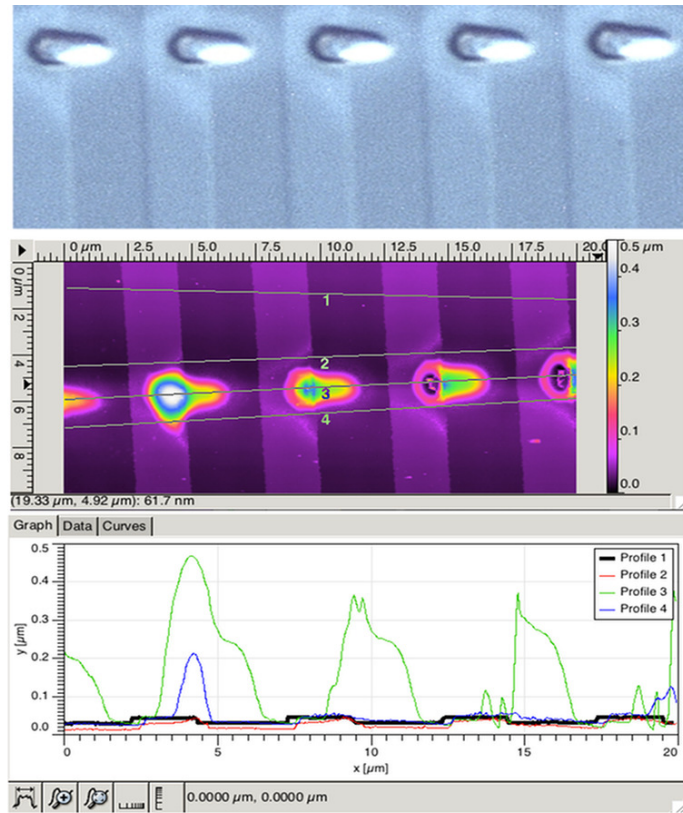 0 µm 2.5 5.0 7.5 10.0 12.5 15.0 17.5 20.0 0.5 µm
0 µm
2
4
6
8
1
2
3
4
0.4
0.3
0.2
0.1
0.0
(19.33 µm, 4.92 µm): 61.7 nm
Graph Data Curves
0.5
0.4
0.3
0.2
0.1
0.0
y [µm]
Profile 1
Profile 2
Profile 3
Profile 4
0 5 10 15 20
x [µm]
0.0000 µm, 0.0000 µm